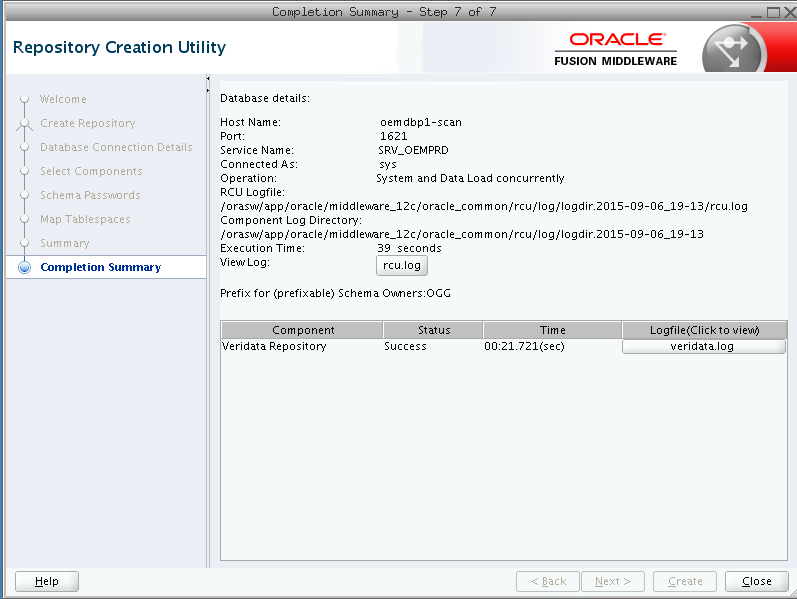 Completion Summary - Step 7 of 7
Repository Creation Utility
ORACLE
FUSION MIDDLEWARE
Welcome
Create Repository
Database Connection Details
Select Components
Schema Passwords
Map Tablespaces
Summary
Completion Summary
Database details:
Host Name: oemdbp1-scan
Port: 1621
Service Name: SRV_OEMPRD
Connected As: sys
Operation: System and Data Load concurrently
RCU Logfile:
/orasw/app/oracle/middleware_12c/oracle_common/rcu/log/logdir.2015-09-06_19-13/rcu.log
Component Log Directory:
/orasw/app/oracle/middleware_12c/oracle_common/rcu/log/logdir.2015-09-06_19-13
Execution Time: 39 seconds
View Log: rcu.log
Prefix for (prefixable) Schema Owners:OGG
Component Status Time Logfile(Click to view)
Veridata Repository Success 00:21.721(sec) veridata.log
Help < Back Next > Create Close